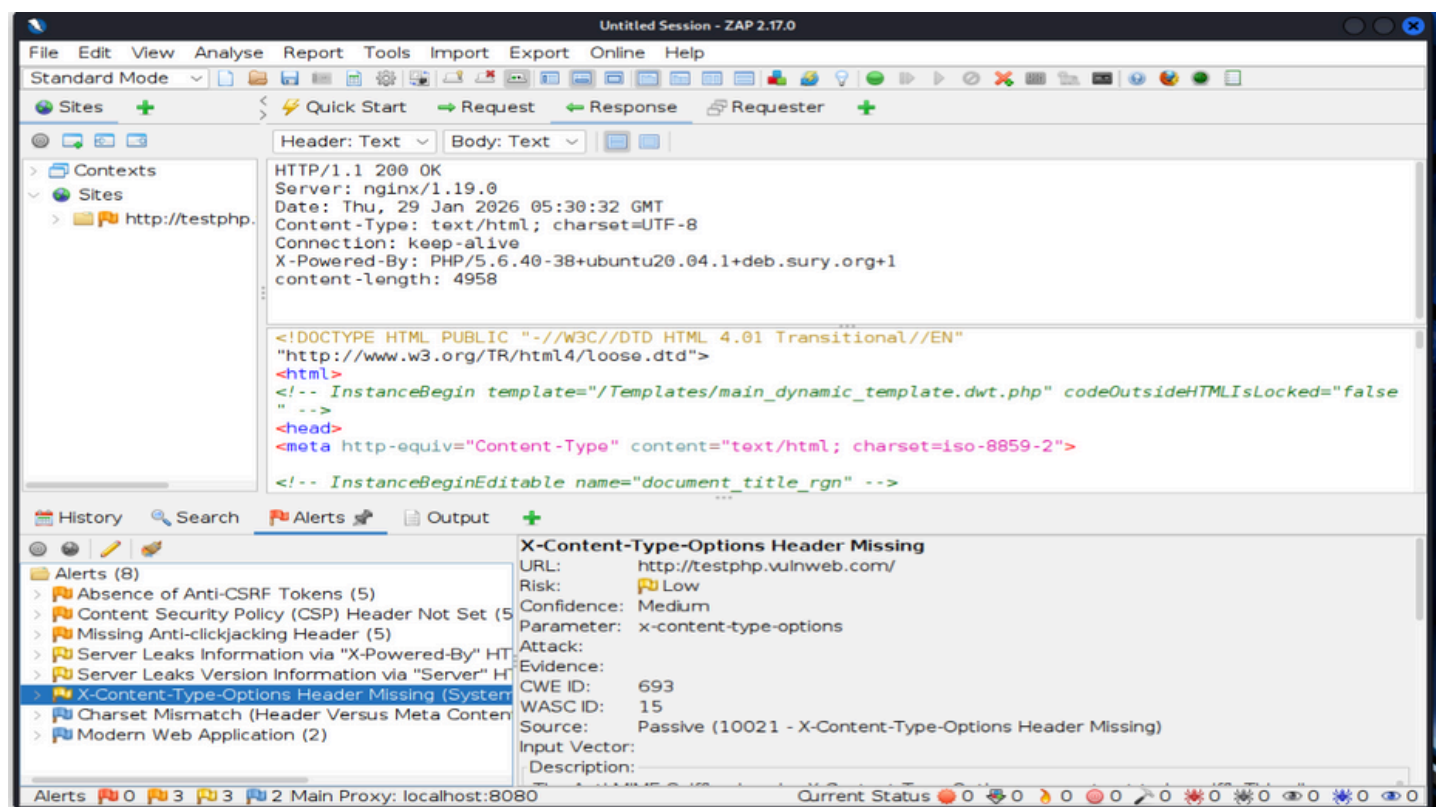 Untitled Session - ZAP 2.17.0
File Edit View Analyse Report Tools Import Export Online Help
Standard Mode
Sites
Quick Start Request Response Requester
Header: Text Body: Text
Contexts
Sites
http://testphp.
HTTP/1.1 200 OK
Server: nginx/1.19.0
Date: Thu, 29 Jan 2026 05:30:32 GMT
Content-Type: text/html; charset=UTF-8
Connection: keep-alive
X-Powered-By: PHP/5.6.40-38+ubuntu20.04.1+deb.sury.org+1
content-length: 4958
<!DOCTYPE HTML PUBLIC "-//W3C//DTD HTML 4.01 Transitional//EN"
"http://www.w3.org/TR/html4/loose.dtd">
<html>
<!-- InstanceBegin template="/Templates/main_dynamic_template.dwt.php" codeOutsideHTMLIsLocked="false
" -->
<head>
<meta http-equiv="Content-Type" content="text/html; charset=iso-8859-2">
<!-- InstanceBeginEditable name="document_title_rgn" -->
History Search Alerts Output
Alerts (8)
Absence of Anti-CSRF Tokens (5)
Content Security Policy (CSP) Header Not Set (5
Missing Anti-clickjacking Header (5)
Server Leaks Information via "X-Powered-By" HT
Server Leaks Version Information via "Server" H
X-Content-Type-Options Header Missing (System
Charset Mismatch (Header Versus Meta Conten
Modern Web Application (2)
X-Content-Type-Options Header Missing
URL: http://testphp.vulnweb.com/
Risk: Low
Confidence: Medium
Parameter: x-content-type-options
Attack:
Evidence:
CWE ID: 693
WASC ID: 15
Source: Passive (10021 - X-Content-Type-Options Header Missing)
Input Vector:
Description:
Alerts 0 3 3 2 Main Proxy: localhost:8080 Current Status 0 0 0 0 0 0 0 0 0 0